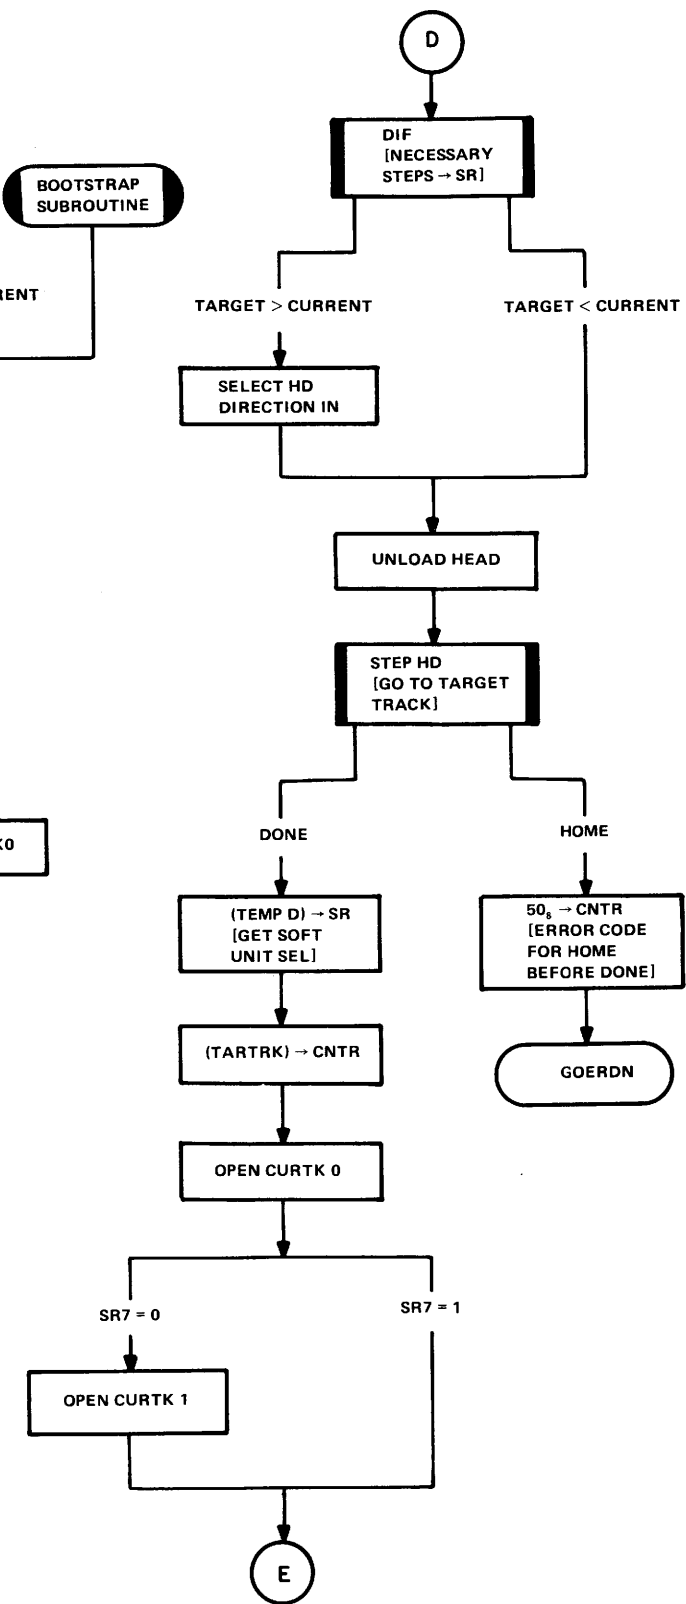 D
DIF
[NECESSARY
STEPS → SR]
BOOTSTRAP
SUBROUTINE
RENT
TARGET > CURRENT
TARGET < CURRENT
SELECT HD
DIRECTION IN
UNLOAD HEAD
STEP HD
[GO TO TARGET
TRACK]
K0
DONE
HOME
(TEMP D) → SR
[GET SOFT
UNIT SEL]
50₈ → CNTR
[ERROR CODE
FOR HOME
BEFORE DONE]
(TARTRK) → CNTR
GOERDN
OPEN CURTK 0
SR7 = 0
SR7 = 1
OPEN CURTK 1
E